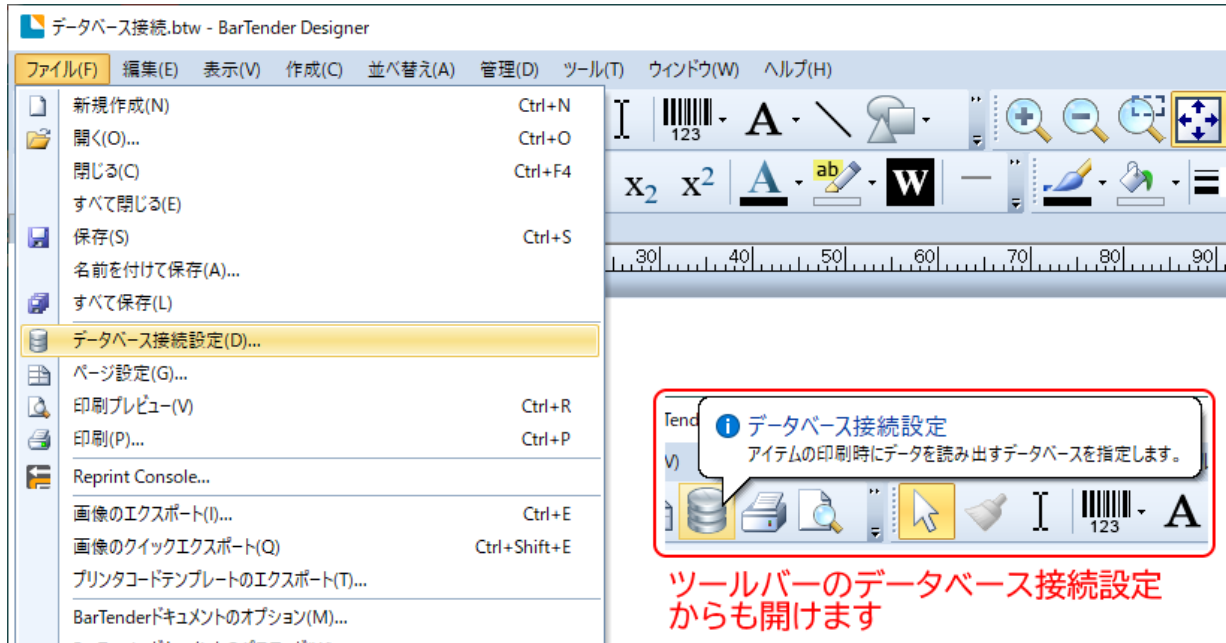 データベース接続.btw - BarTender Designer
ファイル(F) 編集(E) 表示(V) 作成(C) 並べ替え(A) 管理(D) ツール(T) ウィンドウ(W) ヘルプ(H)
新規作成(N) Ctrl+N
開く(O)... Ctrl+O
閉じる(C) Ctrl+F4
すべて閉じる(E)
保存(S) Ctrl+S
名前を付けて保存(A)...
すべて保存(L)
データベース接続設定(D)...
ページ設定(G)...
印刷プレビュー(V) Ctrl+R
印刷(P)... Ctrl+P
Reprint Console...
画像のエクスポート(I)... Ctrl+E
画像のクイックエクスポート(Q) Ctrl+Shift+E
プリンタコードテンプレートのエクスポート(T)...
BarTenderドキュメントのオプション(M)...
123 A
x2 x2 A ab W
30 40 50 60 70 80 90
Tend
データベース接続設定
アイテムの印刷時にデータを読み出すデータベースを指定します。
V)
123 A
ツールバーのデータベース接続設定
からも開けます